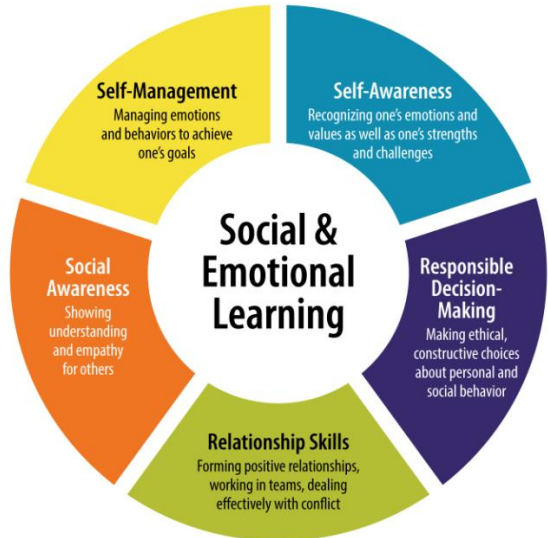 Self-Management
Managing emotions
and behaviors to achieve
one's goals
Self-Awareness
Recognizing one's emotions and
values as well as one's strengths
and challenges
Social &
Emotional
Learning
Social
Awareness
Showing
understanding
and empathy
for others
Responsible
Decision-
Making
Making ethical,
constructive choices
about personal and
social behavior
Relationship Skills
Forming positive relationships,
working in teams, dealing
effectively with conflict